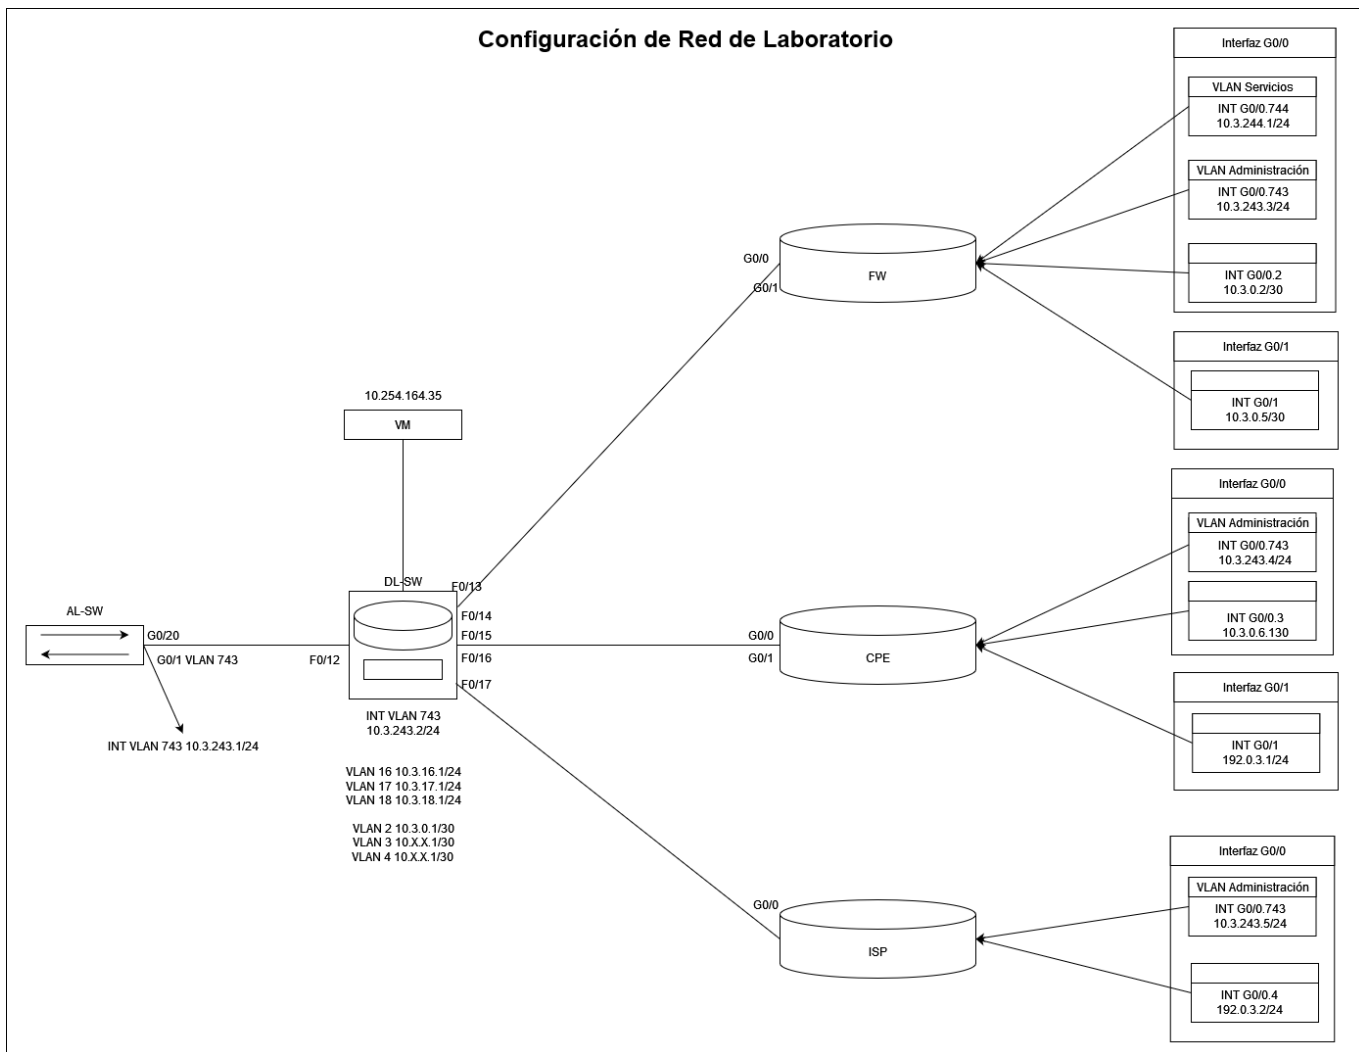 Configuración de Red de Laboratorio
Interfaz G0/0
VLAN Servicios
INT G0/0.744
10.3.244.1/24
VLAN Administración
INT G0/0.743
10.3.243.3/24
INT G0/0.2
10.3.0.2/30
G0/0
G0/1
FW
Interfaz G0/1
INT G0/1
10.3.0.5/30
10.254.164.35
VM
Interfaz G0/0
VLAN Administración
INT G0/0.743
10.3.243.4/24
INT G0/0.3
10.3.0.6.130
G0/0
G0/1
CPE
Interfaz G0/1
INT G0/1
192.0.3.1/24
DL-SW
F0/13
F0/14
F0/15
F0/16
F0/17
F0/12
AL-SW
G0/20
G0/1 VLAN 743
INT VLAN 743 10.3.243.1/24
INT VLAN 743
10.3.243.2/24
VLAN 16 10.3.16.1/24
VLAN 17 10.3.17.1/24
VLAN 18 10.3.18.1/24
VLAN 2 10.3.0.1/30
VLAN 3 10.X.X.1/30
VLAN 4 10.X.X.1/30
Interfaz G0/0
VLAN Administración
INT G0/0.743
10.3.243.5/24
INT G0/0.4
192.0.3.2/24
G0/0
ISP